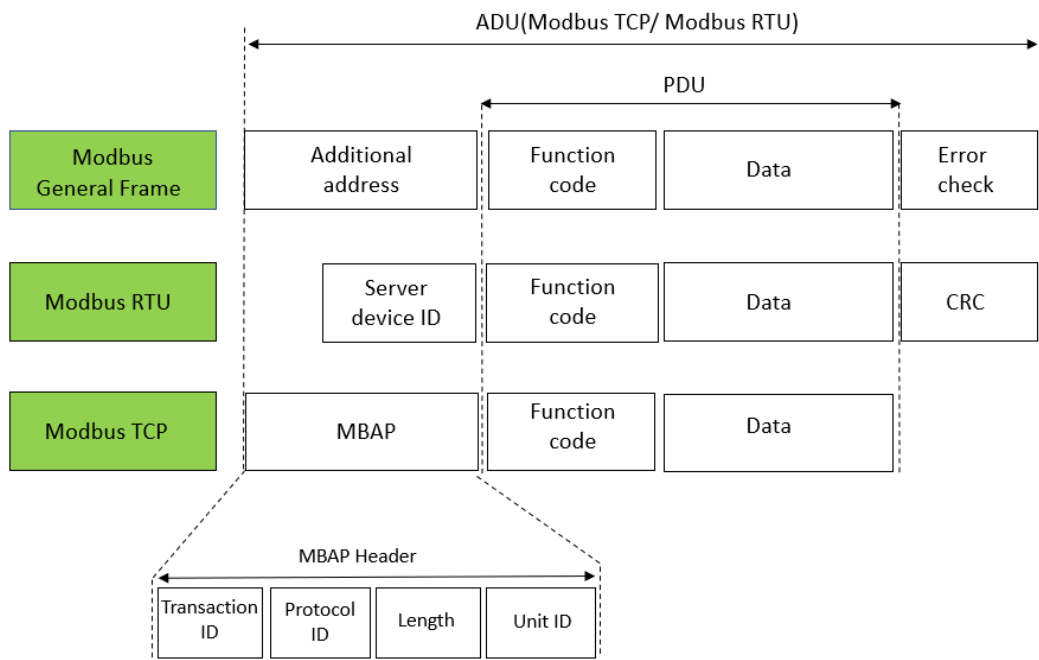 ADU(Modbus TCP/ Modbus RTU)
PDU
Modbus
General Frame
Additional
address
Function
code
Data
Error
check
Modbus RTU
Server
device ID
Function
code
Data
CRC
Modbus TCP
MBAP
Function
code
Data
MBAP Header
Transaction
ID
Protocol
ID
Length
Unit ID